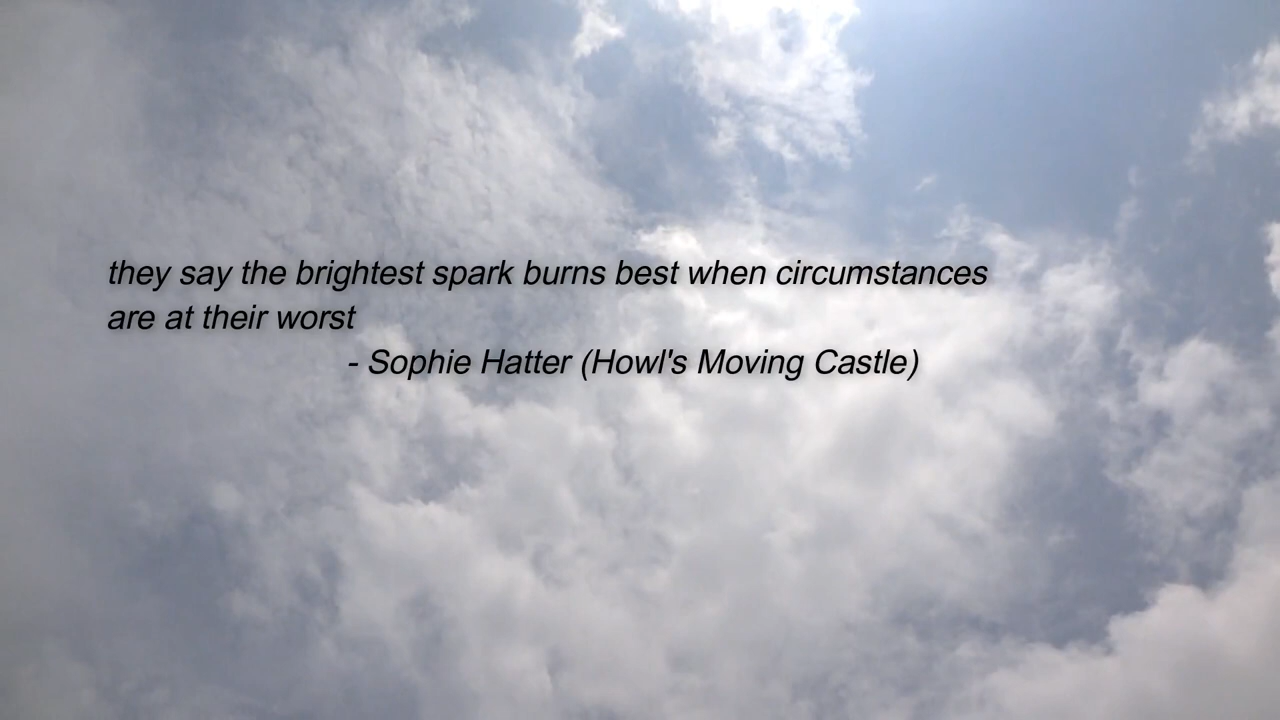 they say the brightest spark burns best when circumstances
are at their worst
- Sophie Hatter (Howl's Moving Castle)